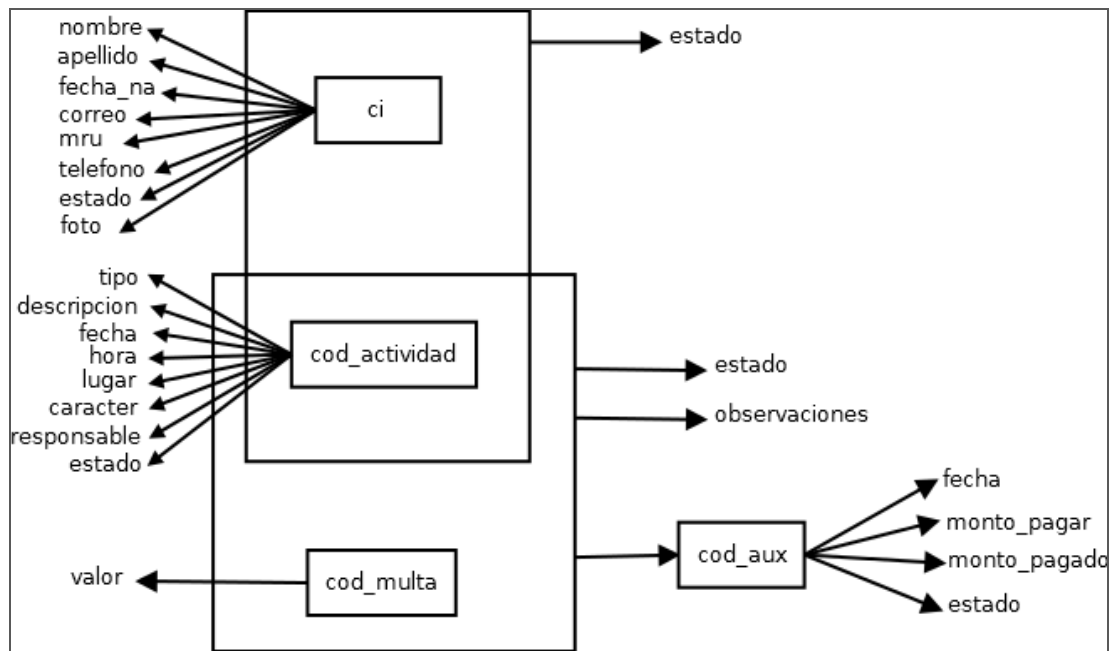 nombre
apellido
fecha_na
correo
mru
telefono
estado
foto
ci
estado
tipo
descripcion
fecha
hora
lugar
caracter
responsable
estado
cod_actividad
estado
observaciones
valor
cod_multa
cod_aux
fecha
monto_pagar
monto_pagado
estado